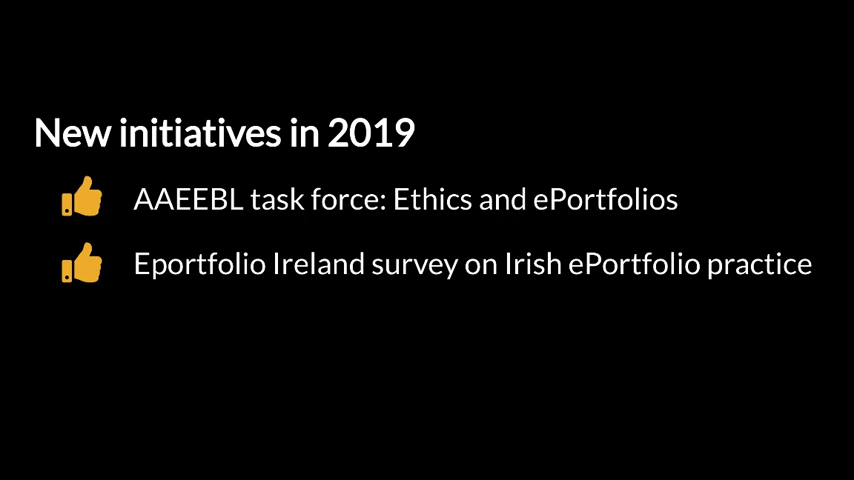 New initiatives in 2019
AAEEBL task force: Ethics and ePortfolios
Eportfolio Ireland survey on Irish ePortfolio practice